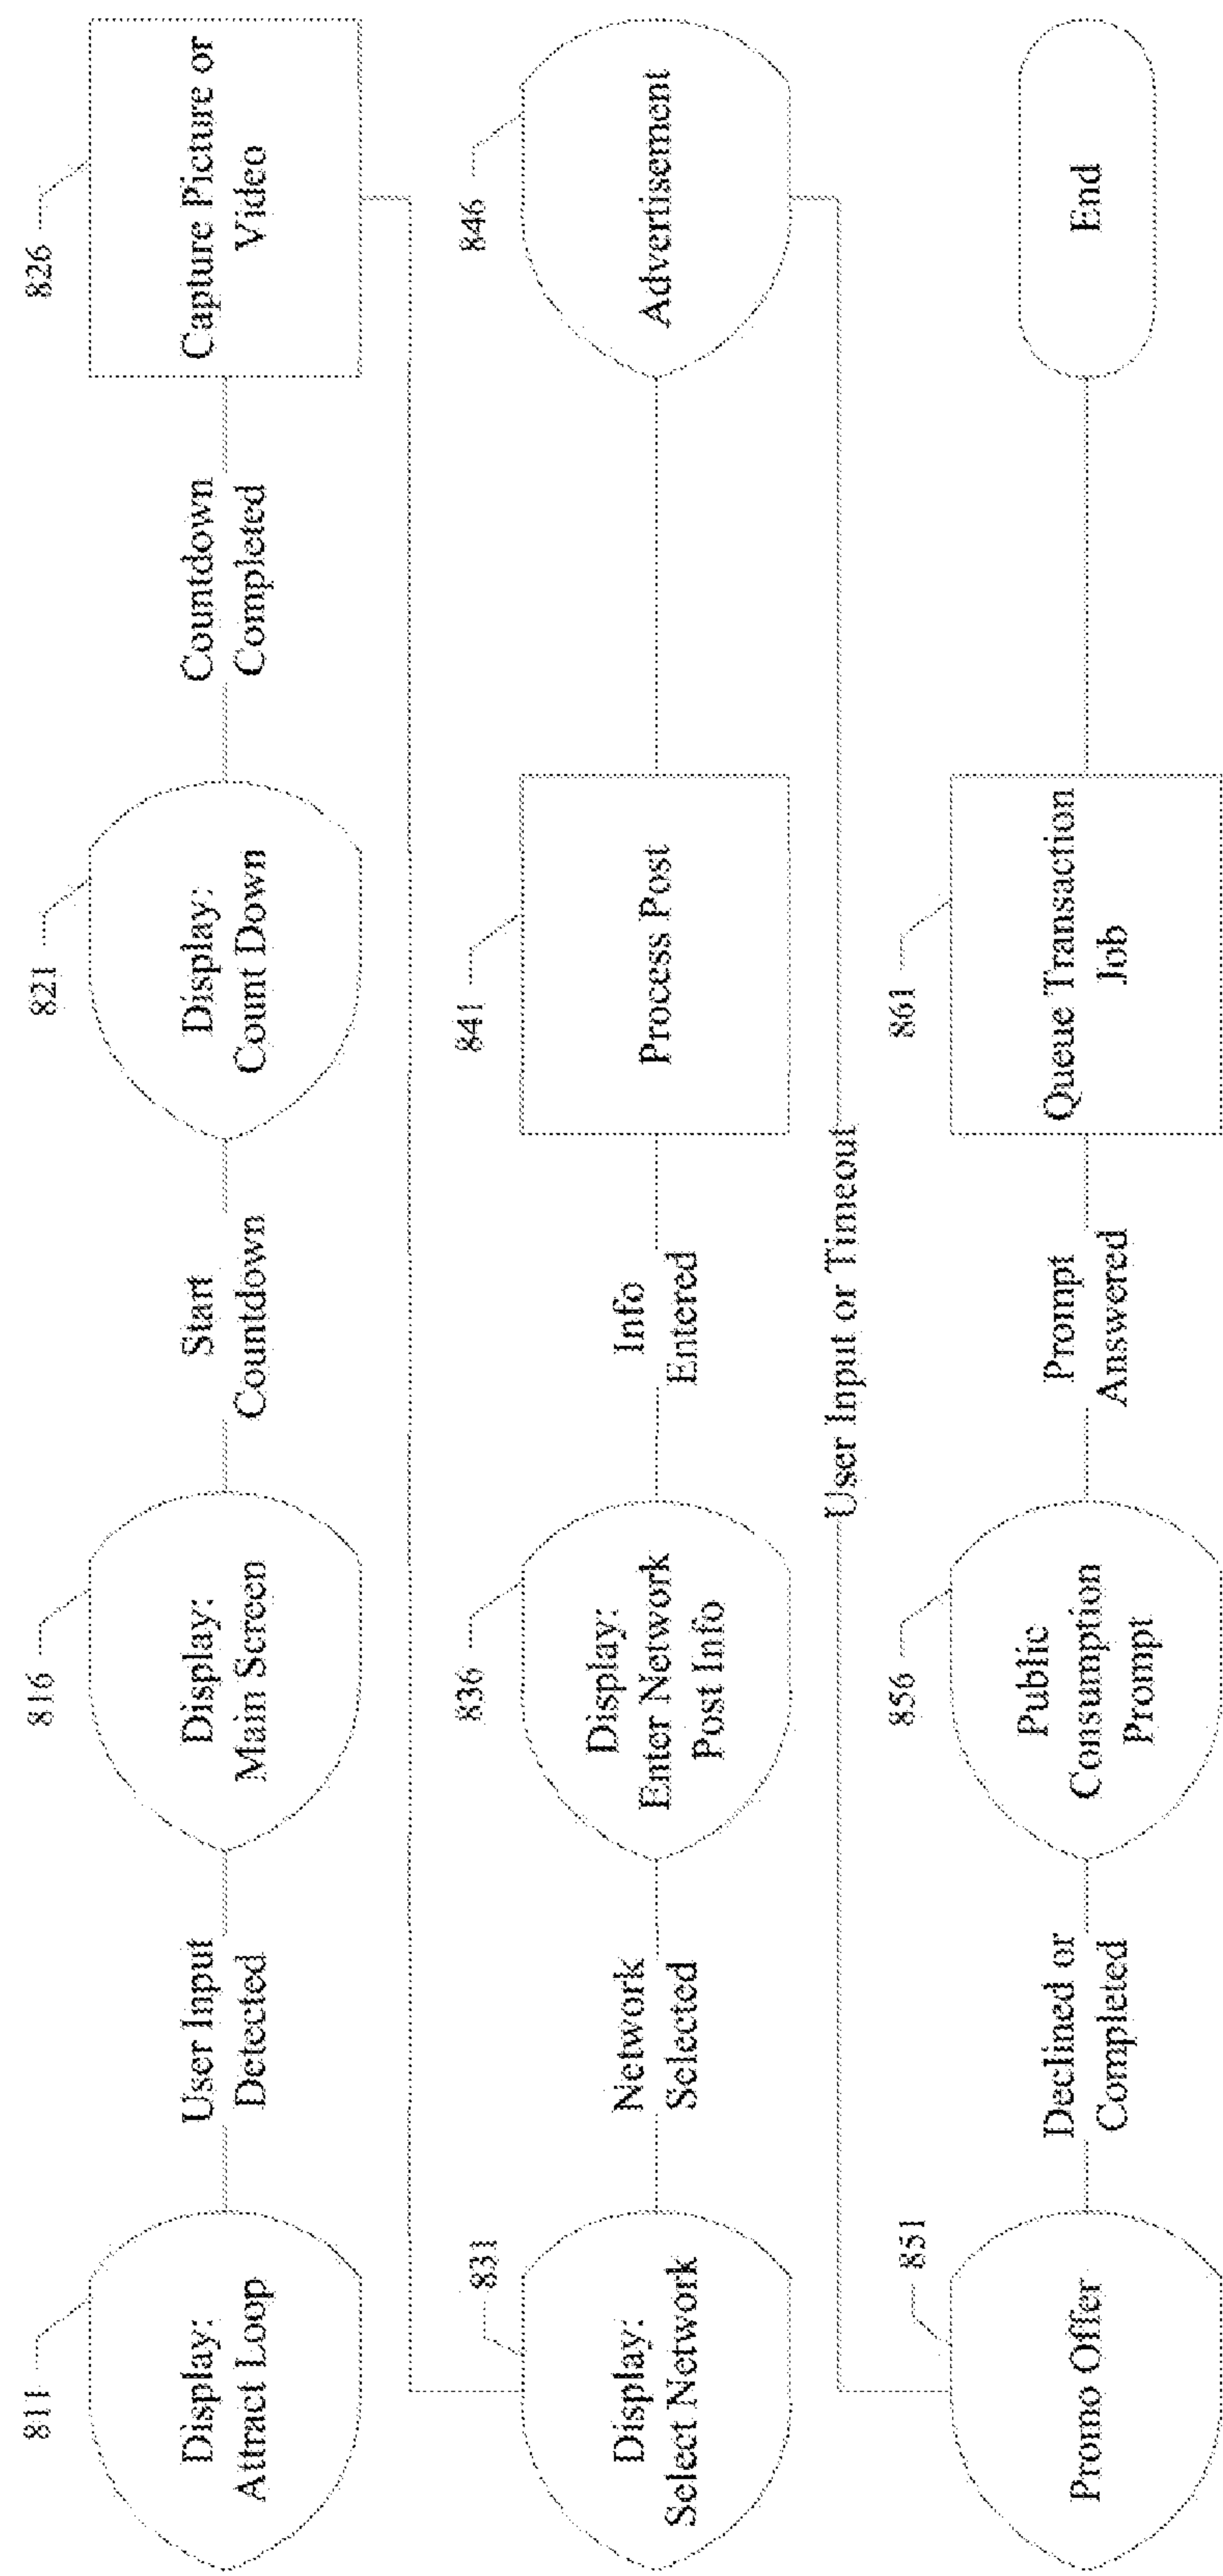 811
Display:
Attract Loop
User Input
Detected
816
Display:
Main Screen
Start
Countdown
821
Display:
Count Down
Countdown
Completed
826
Capture Picture or
Video
831
Display:
Select Network
Network
Selected
836
Display:
Enter Network
Post Info
Info
Entered
841
Process Post
846
Advertisement
User Input or Timeout
851
Promo Offer
Declined or
Completed
856
Public
Consumption
Prompt
Prompt
Answered
861
Queue Transaction
Job
End